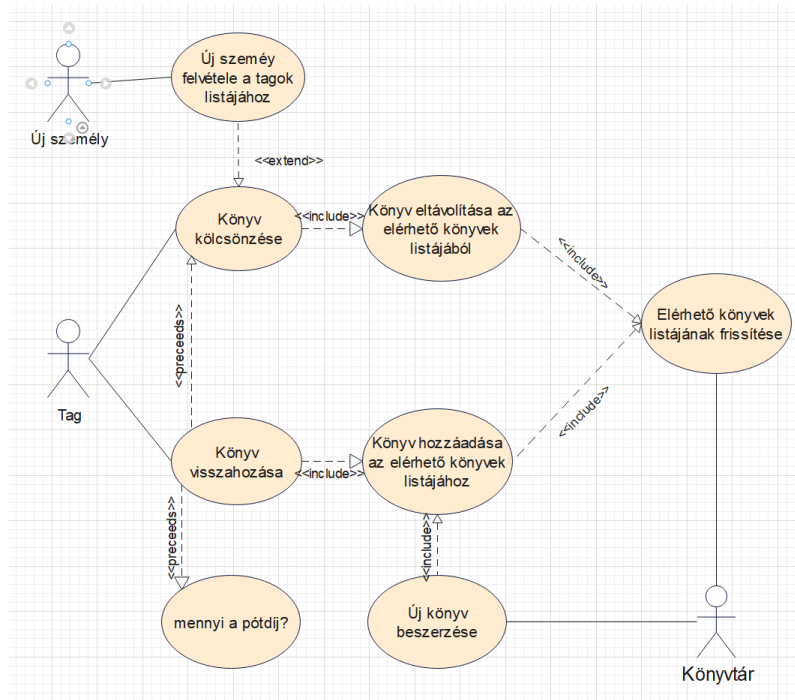 Új szeméy
felvétele a tagok
listájához
Új személy
<<extend>>
Könyv
kölcsönzése
<<include>>
Könyv eltávolítása az
elérhető könyvek
listájából
<<include>>
Elérhető könyvek
listájának frissítése
<<preceeds>>
Tag
<<include>>
Könyv
visszahozása
<<include>>
Könyv hozzáadása
az elérhető könyvek
listájához
<<preceeds>>
<<include>>
mennyi a pótdíj?
Új könyv
beszerzése
Könyvtár